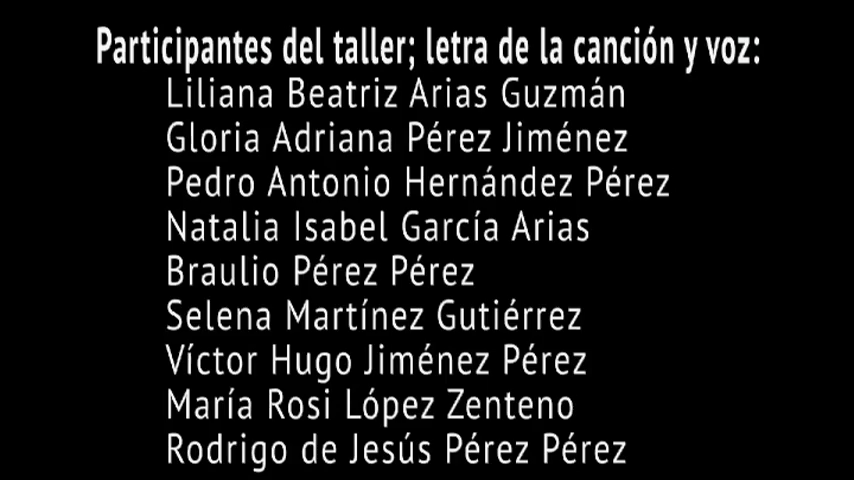 Participantes del taller; letra de la canción y voz:
Liliana Beatriz Arias Guzmán
Gloria Adriana Pérez Jiménez
Pedro Antonio Hernández Pérez
Natalia Isabel García Arias
Braulio Pérez Pérez
Selena Martínez Gutiérrez
Víctor Hugo Jiménez Pérez
María Rosi López Zenteno
Rodrigo de Jesús Pérez Pérez